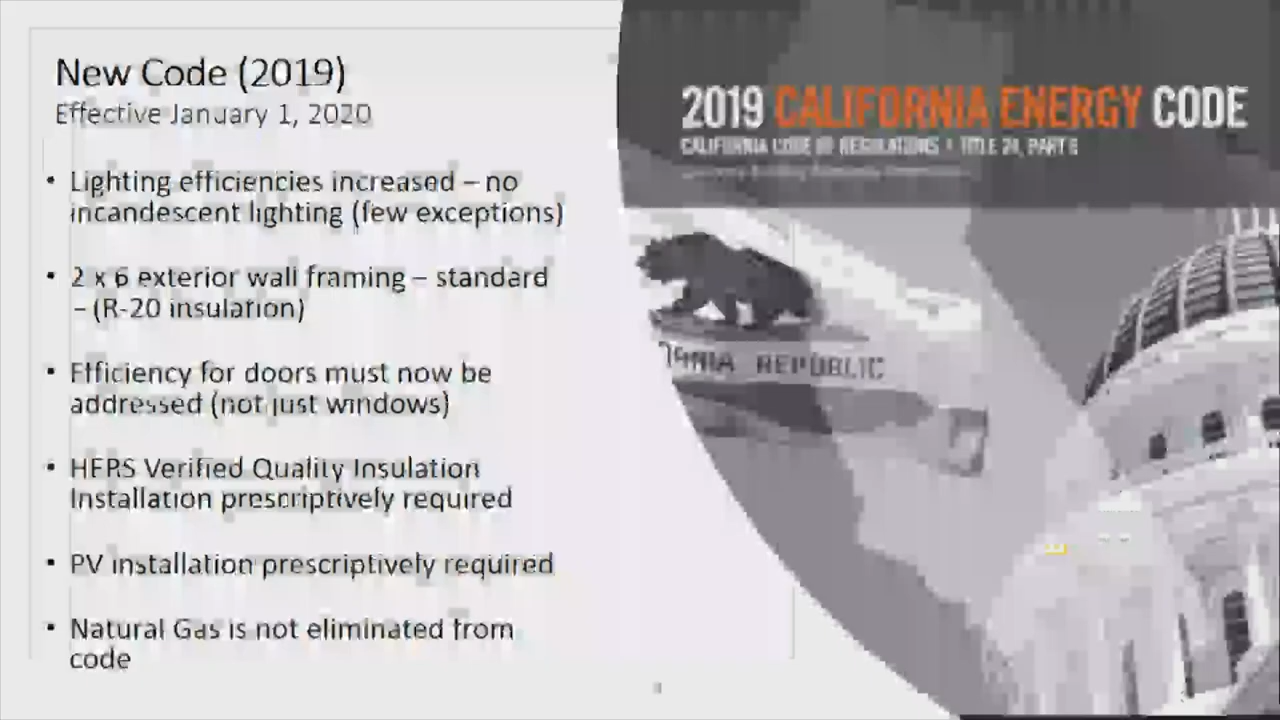 New Code (2019)
Effective January 1, 2020
• Lighting efficiencies increased – no
incandescent lighting (few exceptions)
• 2 x 6 exterior wall framing – standard
– (R-20 insulation)
• Efficiency for doors must now be
addressed (not just windows)
• HERS Verified Quality Insulation
Installation prescriptively required
• PV installation prescriptively required
• Natural Gas is not eliminated from
code
2019 CALIFORNIA ENERGY CODE
CALIFORNIA CODE OF REGULATIONS • TITLE 24, PART 6
REPUBLIC